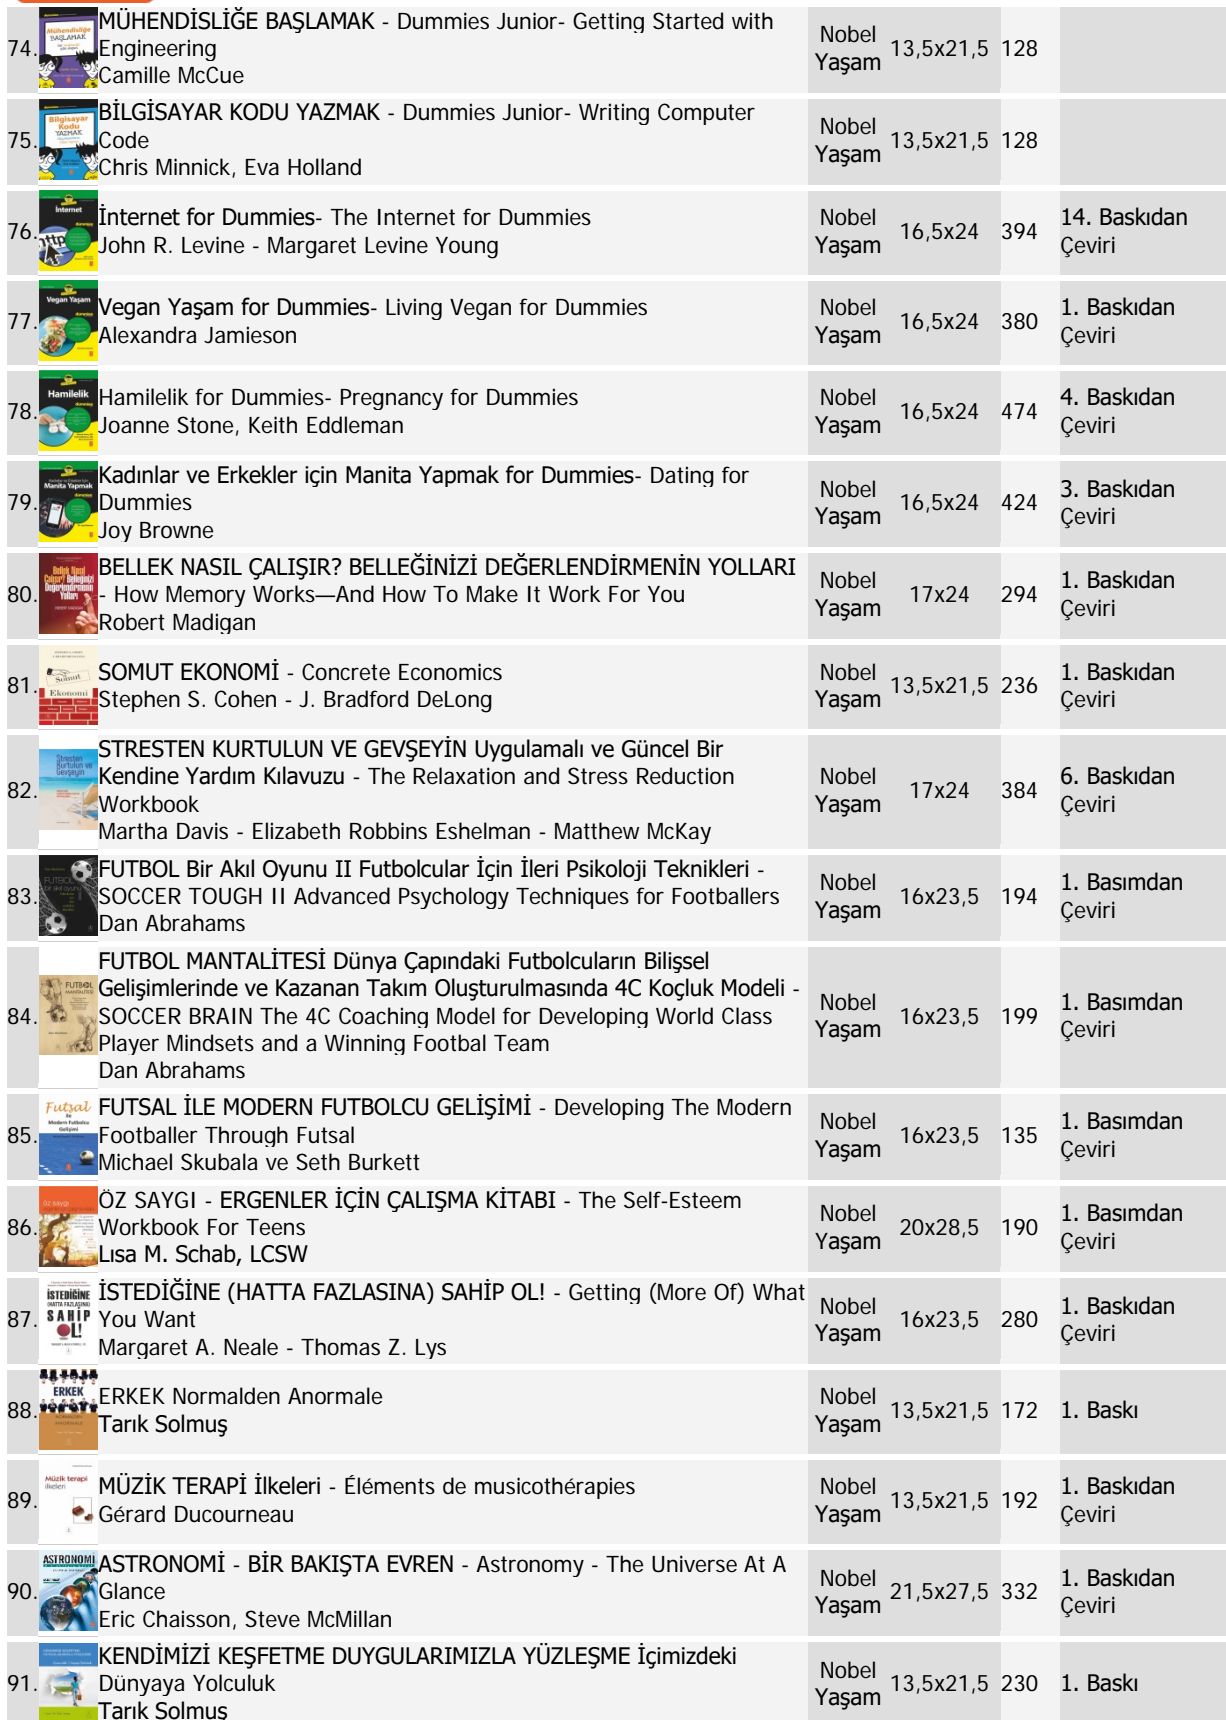 74. MÜHENDİSLİĞE BAŞLAMAK - Dummies Junior- Getting Started with
Engineering
Camille McCue
Nobel
Yaşam
13,5x21,5
128
75. BİLGİSAYAR KODU YAZMAK - Dummies Junior- Writing Computer
Code
Chris Minnick, Eva Holland
Nobel
Yaşam
13,5x21,5
128
76. İnternet for Dummies- The Internet for Dummies
John R. Levine - Margaret Levine Young
Nobel
Yaşam
16,5x24
394
14. Baskıdan
Çeviri
77. Vegan Yaşam for Dummies- Living Vegan for Dummies
Alexandra Jamieson
Nobel
Yaşam
16,5x24
380
1. Baskıdan
Çeviri
78. Hamilelik for Dummies- Pregnancy for Dummies
Joanne Stone, Keith Eddleman
Nobel
Yaşam
16,5x24
474
4. Baskıdan
Çeviri
79. Kadınlar ve Erkekler için Manita Yapmak for Dummies- Dating for
Dummies
Joy Browne
Nobel
Yaşam
16,5x24
424
3. Baskıdan
Çeviri
80. BELLEK NASIL ÇALIŞIR? BELLEĞİNİZİ DEĞERLENDİRMENİN YOLLARI
- How Memory Works—And How To Make It Work For You
Robert Madigan
Nobel
Yaşam
17x24
294
1. Baskıdan
Çeviri
81. SOMUT EKONOMİ - Concrete Economics
Stephen S. Cohen - J. Bradford DeLong
Nobel
Yaşam
13,5x21,5
236
1. Baskıdan
Çeviri
82. STRESTEN KURTULUN VE GEVŞEYİN Uygulamalı ve Güncel Bir
Kendine Yardım Kılavuzu - The Relaxation and Stress Reduction
Workbook
Martha Davis - Elizabeth Robbins Eshelman - Matthew McKay
Nobel
Yaşam
17x24
384
6. Baskıdan
Çeviri
83. FUTBOL Bir Akıl Oyunu II Futbolcular İçin İleri Psikoloji Teknikleri -
SOCCER TOUGH II Advanced Psychology Techniques for Footballers
Dan Abrahams
Nobel
Yaşam
16x23,5
194
1. Basımdan
Çeviri
84. FUTBOL MANTALİTESİ Dünya Çapındaki Futbolcuların Bilişsel
Gelişimlerinde ve Kazanan Takım Oluşturulmasında 4C Koçluk Modeli -
SOCCER BRAIN The 4C Coaching Model for Developing World Class
Player Mindsets and a Winning Footbal Team
Dan Abrahams
Nobel
Yaşam
16x23,5
199
1. Basımdan
Çeviri
85. FUTSAL İLE MODERN FUTBOLCU GELİŞİMİ - Developing The Modern
Footballer Through Futsal
Michael Skubala ve Seth Burkett
Nobel
Yaşam
16x23,5
135
1. Basımdan
Çeviri
86. ÖZ SAYGI - ERGENLER İÇİN ÇALIŞMA KİTABI - The Self-Esteem
Workbook For Teens
Lısa M. Schab, LCSW
Nobel
Yaşam
20x28,5
190
1. Basımdan
Çeviri
87. İSTEDİĞİNE (HATTA FAZLASINA) SAHİP OL! - Getting (More Of) What
You Want
Margaret A. Neale - Thomas Z. Lys
Nobel
Yaşam
16x23,5
280
1. Baskıdan
Çeviri
88. ERKEK Normalden Anormale
Tarık Solmuş
Nobel
Yaşam
13,5x21,5
172
1. Baskı
89. MÜZİK TERAPİ İlkeleri - Éléments de musicothérapies
Gérard Ducourneau
Nobel
Yaşam
13,5x21,5
192
1. Baskıdan
Çeviri
90. ASTRONOMİ - BİR BAKIŞTA EVREN - Astronomy - The Universe At A
Glance
Eric Chaisson, Steve McMillan
Nobel
Yaşam
21,5x27,5
332
1. Baskıdan
Çeviri
91. KENDİMİZİ KEŞFETME DUYGULARIMIZLA YÜZLEŞME İçimizdeki
Dünyaya Yolculuk
Tarık Solmuş
Nobel
Yaşam
13,5x21,5
230
1. Baskı